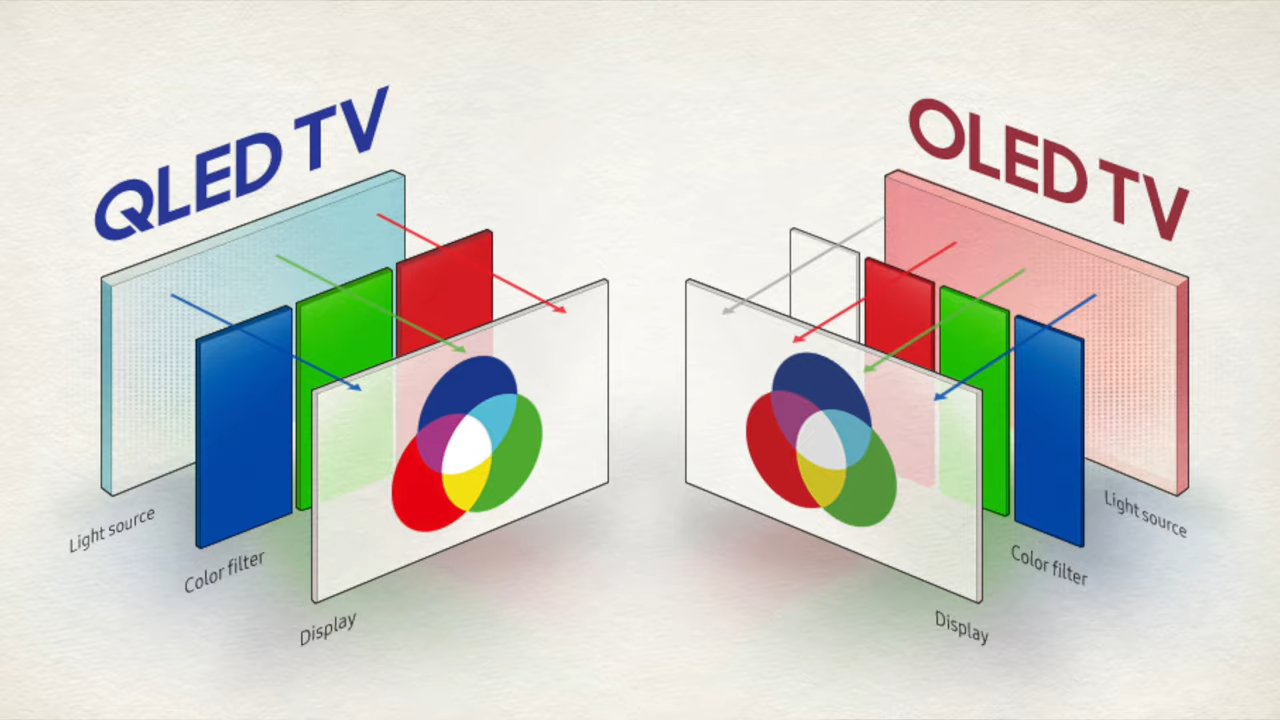 QLED TV
Light source
Color filter
Display
OLED TV
Light source
Color filter
Display